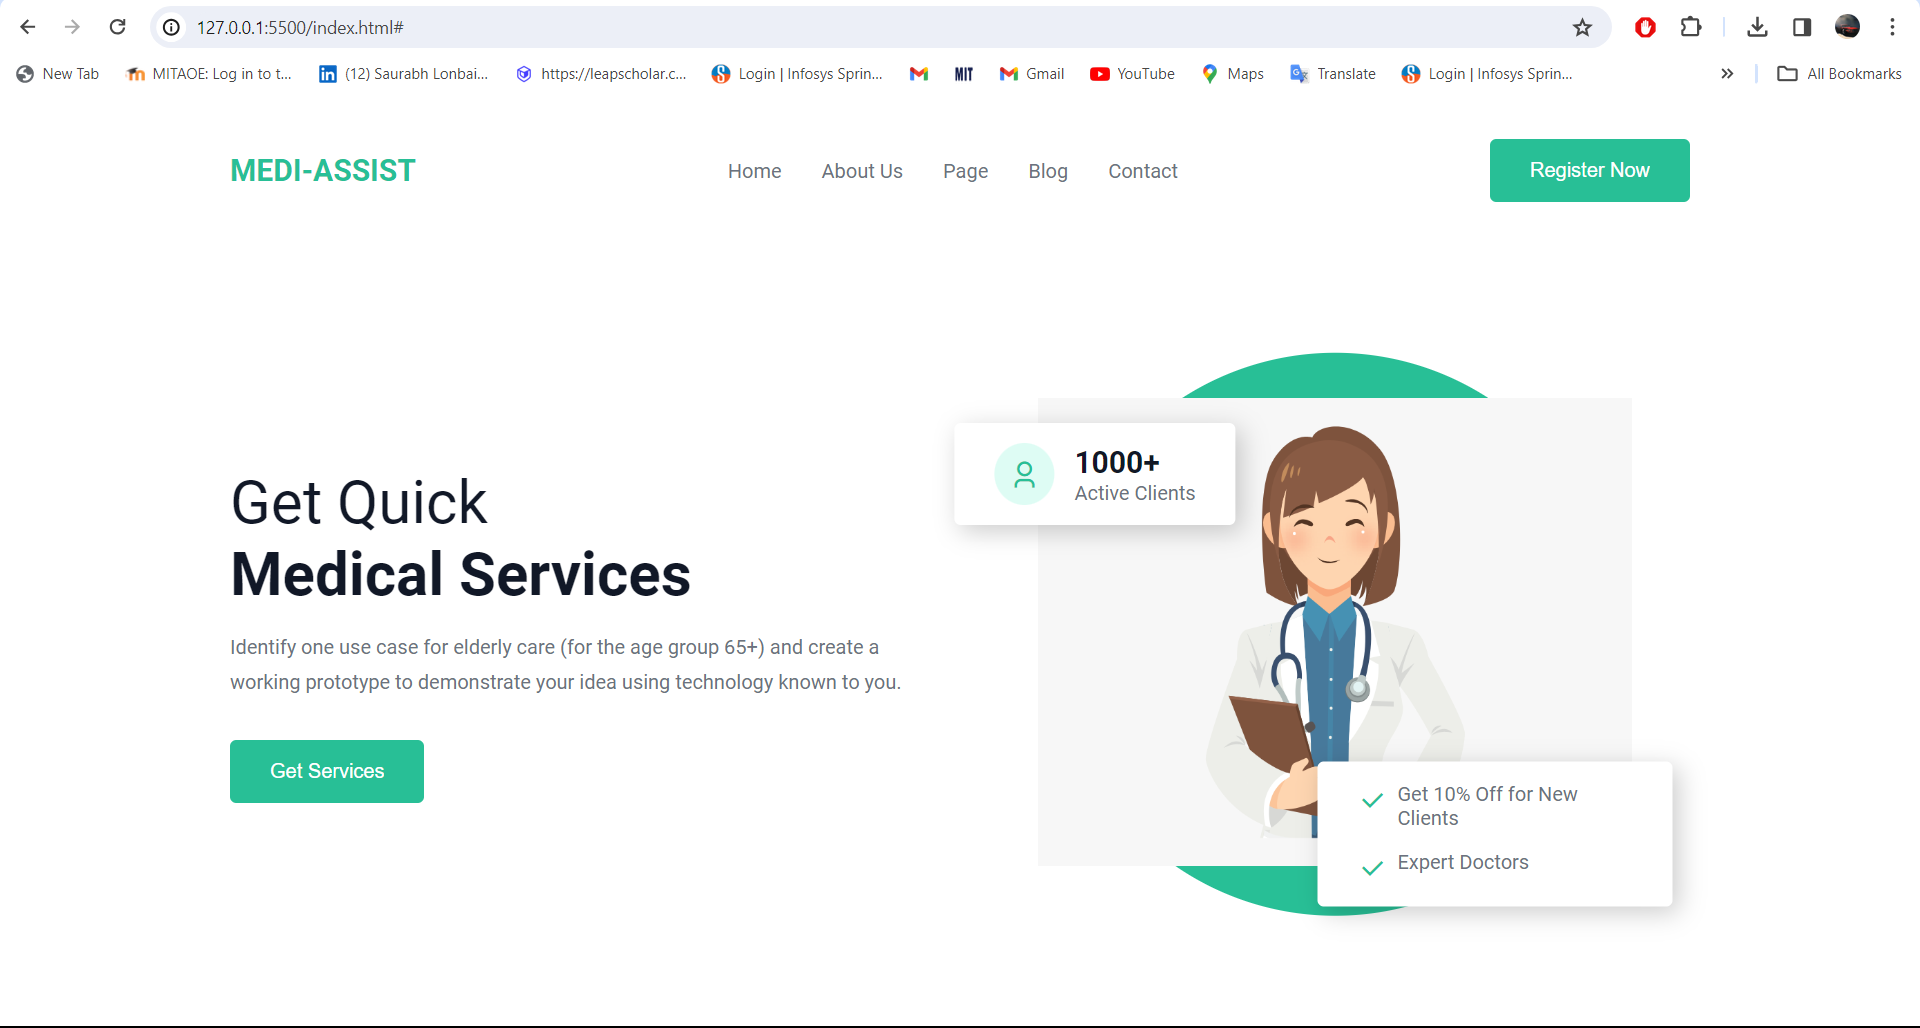 127.0.0.1:5500/index.html#
New Tab
MITAOE: Log in to t...
(12) Saurabh Lonbai...
https://leapscholar.c...
Login | Infosys Sprin...
MIT
Gmail
YouTube
Maps
Translate
Login | Infosys Sprin...
All Bookmarks
MEDI-ASSIST
Home
About Us
Page
Blog
Contact
Register Now
1000+
Active Clients
Get Quick
Medical Services
Identify one use case for elderly care (for the age group 65+) and create a
working prototype to demonstrate your idea using technology known to you.
Get Services
Get 10% Off for New
Clients
Expert Doctors